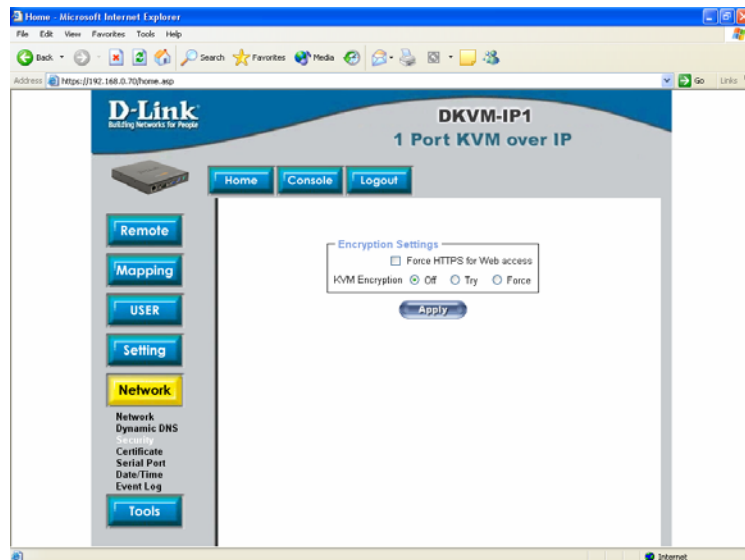 Home - Microsoft Internet Explorer
File Edit View Favorites Tools Help
Back Search Favorites Media
Address https://192.168.0.70/home.asp Go Links
D-Link
Building Networks for People
DKVM-IP1
1 Port KVM over IP
Home Console Logout
Remote
Mapping
USER
Setting
Network
Network
Dynamic DNS
Security
Certificate
Serial Port
Date/Time
Event Log
Tools
Encryption Settings
Force HTTPS for Web access
KVM Encryption Off Try Force
Apply
Internet